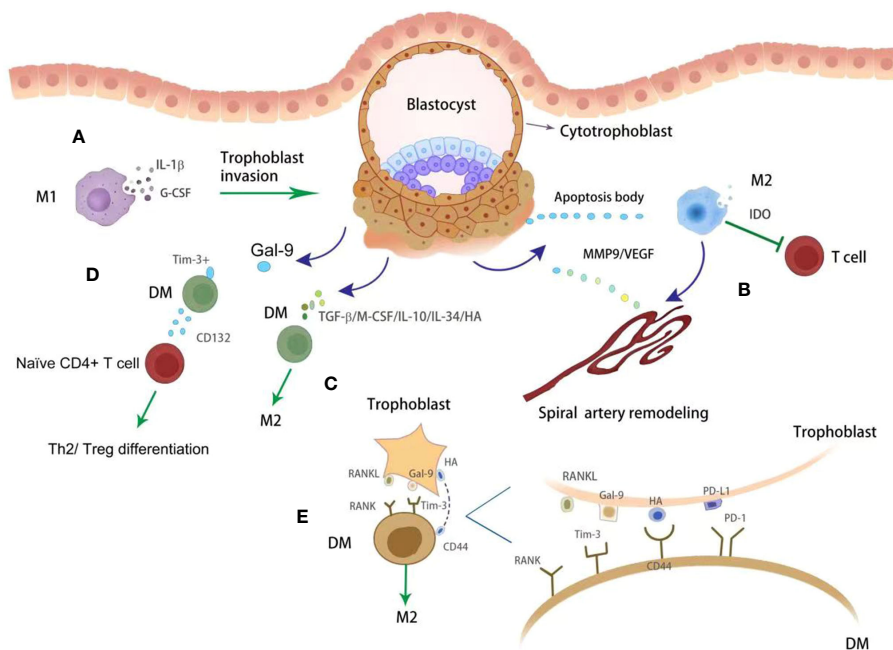 Blastocyst
Cytotrophoblast
A
IL-1β
G-CSF
M1
Trophoblast
invasion
Apoptosis body
M2
IDO
T cell
MMP9/VEGF
B
Gal-9
D
Tim-3+
DM
CD132
Naïve CD4+ T cell
Th2/ Treg differentiation
DM
TGF-β/M-CSF/IL-10/IL-34/HA
M2
C
Spiral artery remodeling
Trophoblast
HA
RANKL
Gal-9
RANK
Tim-3
E
DM
CD44
M2
Trophoblast
RANKL
Gal-9
HA
PD-L1
Tim-3
PD-1
RANK
CD44
DM